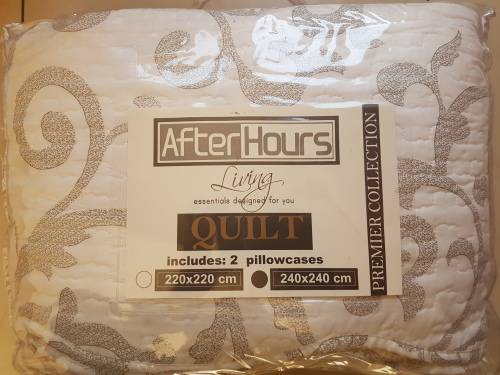 AfterHours
Living
essentials designed for you
QUILT
includes: 2 pillowcases
220x220 cm
240x240 cm
PREMIER COLLECTION